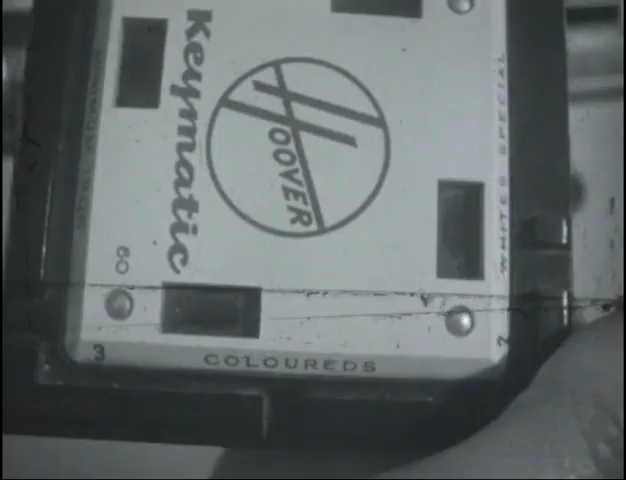 Keymatic
HOOVER
WHITES SPECIAL
60
3
COLOUREDS
2